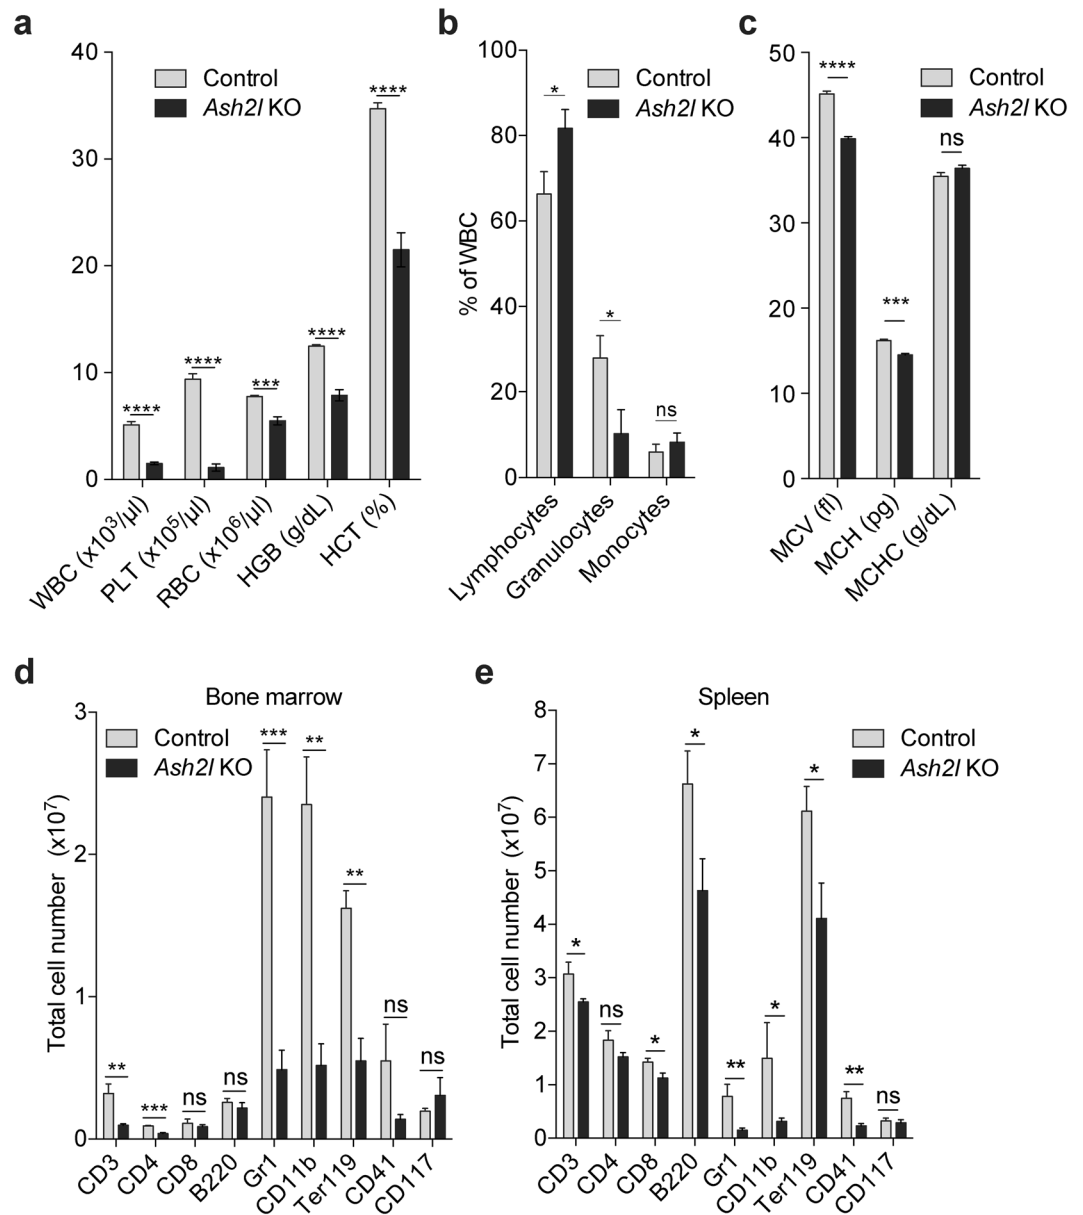 a
40
30
20
10
0
Control
Ash2l KO
****
****
***
****
****
WBC (x10³/µl)
PLT (x10⁵/µl)
RBC (x10⁶/µl)
HGB (g/dL)
HCT (%)
b
% of WBC
100
80
60
40
20
0
Control
Ash2l KO
*
*
ns
Lymphocytes
Granulocytes
Monocytes
c
50
40
30
20
10
0
Control
Ash2l KO
****
***
ns
MCV (fl)
MCH (pg)
MCHC (g/dL)
d
Bone marrow
Total cell number (x10⁷)
3
2
1
0
Control
Ash2l KO
**
***
ns
ns
***
**
**
ns
ns
CD3
CD4
CD8
B220
Gr1
CD11b
Ter119
CD41
CD117
e
Spleen
Total cell number (x10⁷)
8
7
6
5
4
3
2
1
0
Control
Ash2l KO
*
ns
*
*
**
*
*
**
ns
CD3
CD4
CD8
B220
Gr1
CD11b
Ter119
CD41
CD117